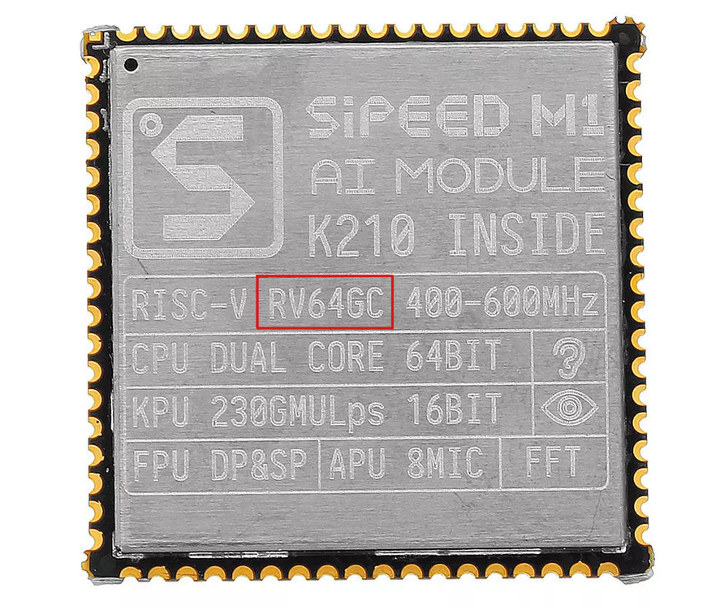 SiPEED M1
AI MODULE
K210 INSIDE
RISC-V RV64GC 400-600MHz
CPU DUAL CORE 64BIT
KPU 230GMULps 16BIT
FPU DP&SP APU 8MIC FFT